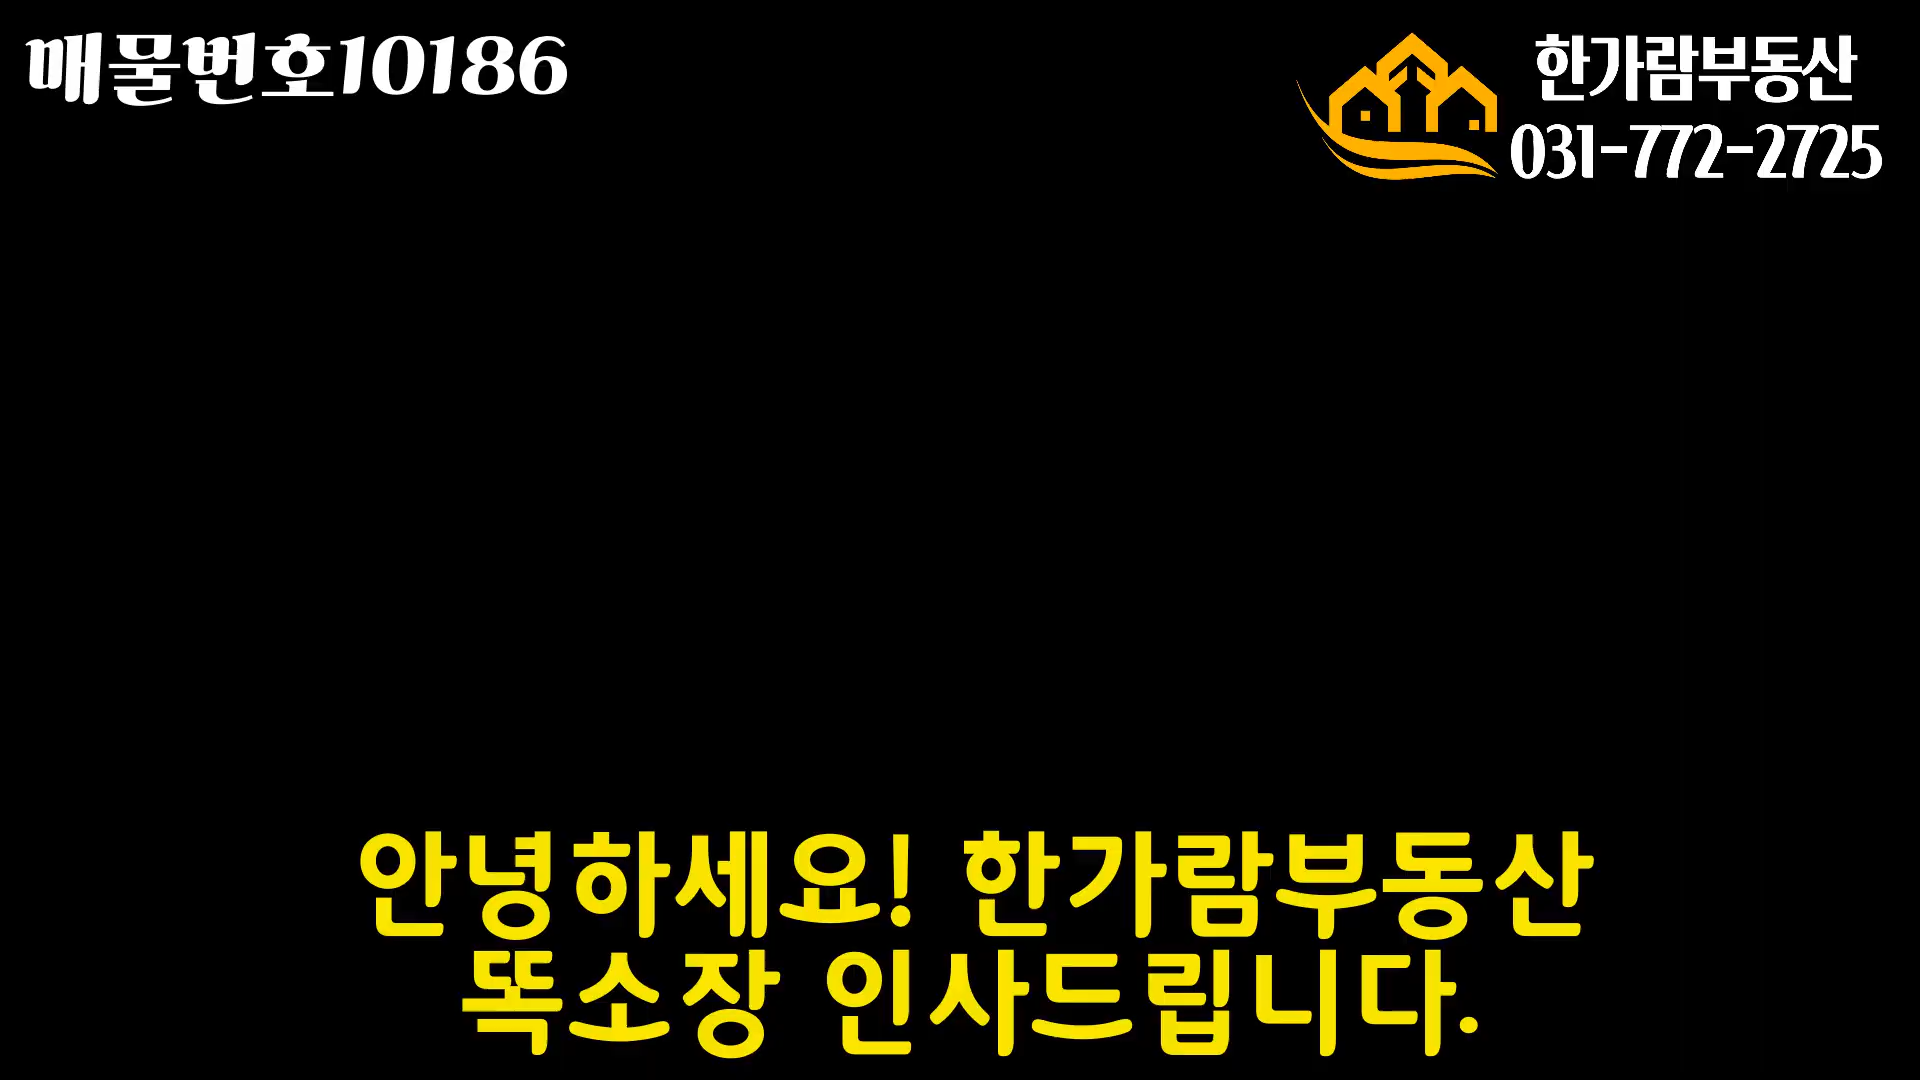 매물번호10186
한가람부동산
031-772-2725
안녕하세요! 한가람부동산
똑소장 인사드립니다.